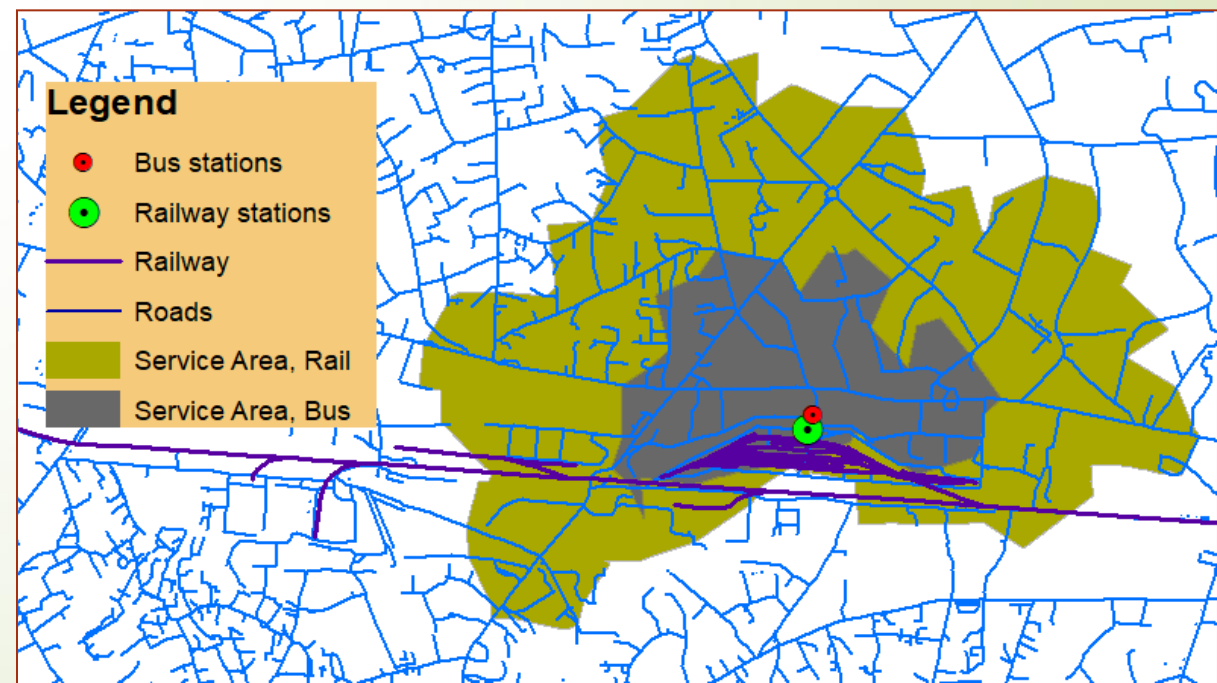 Legend
Bus stations
Railway stations
Railway
Roads
Service Area, Rail
Service Area, Bus